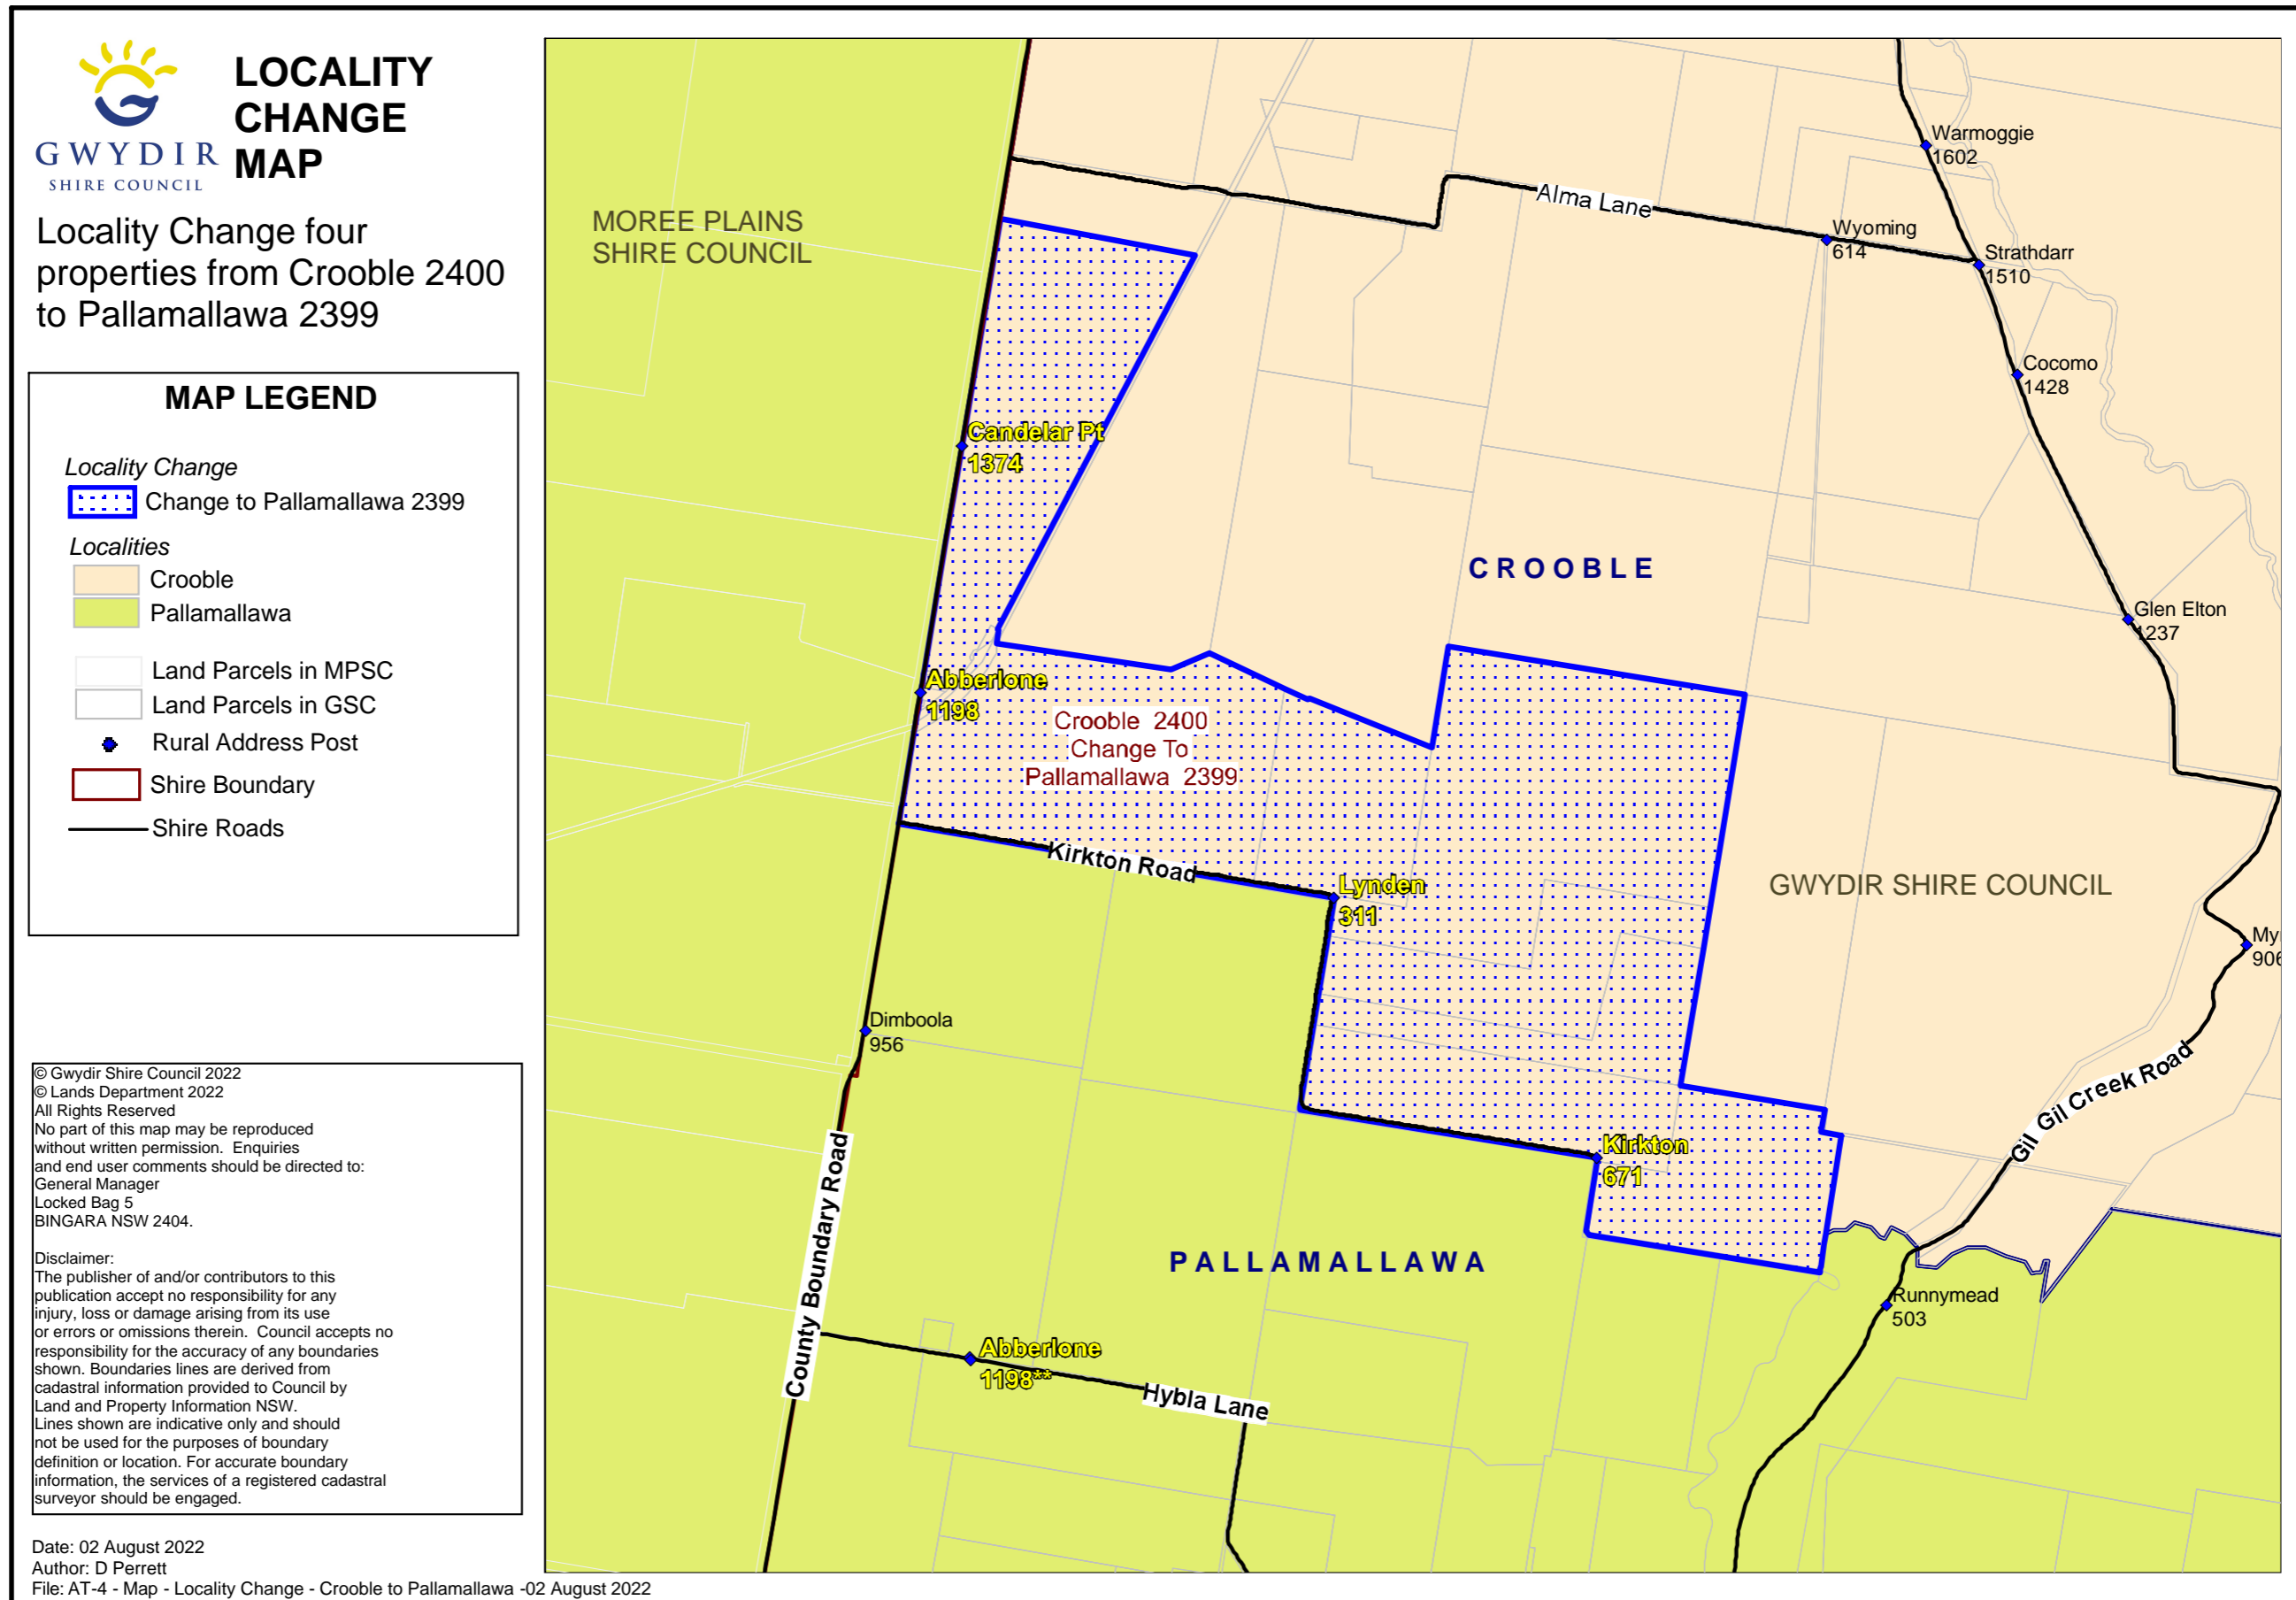 GWYDIR
SHIRE COUNCIL
LOCALITY
CHANGE
MAP
Locality Change four
properties from Crooble 2400
to Pallamallawa 2399
MAP LEGEND
Locality Change
Change to Pallamallawa 2399
Localities
Crooble
Pallamallawa
Land Parcels in MPSC
Land Parcels in GSC
Rural Address Post
Shire Boundary
Shire Roads
© Gwydir Shire Council 2022
© Lands Department 2022
All Rights Reserved
No part of this map may be reproduced
without written permission.  Enquiries
and end user comments should be directed to:
General Manager
Locked Bag 5
BINGARA NSW 2404.
Disclaimer:
The publisher of and/or contributors to this
publication accept no responsibility for any
injury, loss or damage arising from its use
or errors or omissions therein.  Council accepts no
responsibility for the accuracy of any boundaries
shown. Boundaries lines are derived from
cadastral information provided to Council by
Land and Property Information NSW.
Lines shown are indicative only and should
not be used for the purposes of boundary
definition or location. For accurate boundary
information, the services of a registered cadastral
surveyor should be engaged.
Date: 02 August 2022
Author: D Perrett
File: AT-4 - Map - Locality Change - Crooble to Pallamallawa -02 August 2022
MOREE PLAINS
SHIRE COUNCIL
Warmoggie
1602
Alma Lane
Wyoming
614
Strathdarr
1510
Cocomo
1428
Candelar Pt
1374
CROOBLE
Glen Elton
1237
Abberlone
1198
Crooble  2400
Change To
Pallamallawa  2399
Kirkton Road
Lynden
311
GWYDIR SHIRE COUNCIL
My
906
Dimboola
956
Gil Gil Creek Road
Kirkton
671
County Boundary Road
PALLAMALLAWA
Runnymead
503
Abberlone
1198**
Hybla Lane